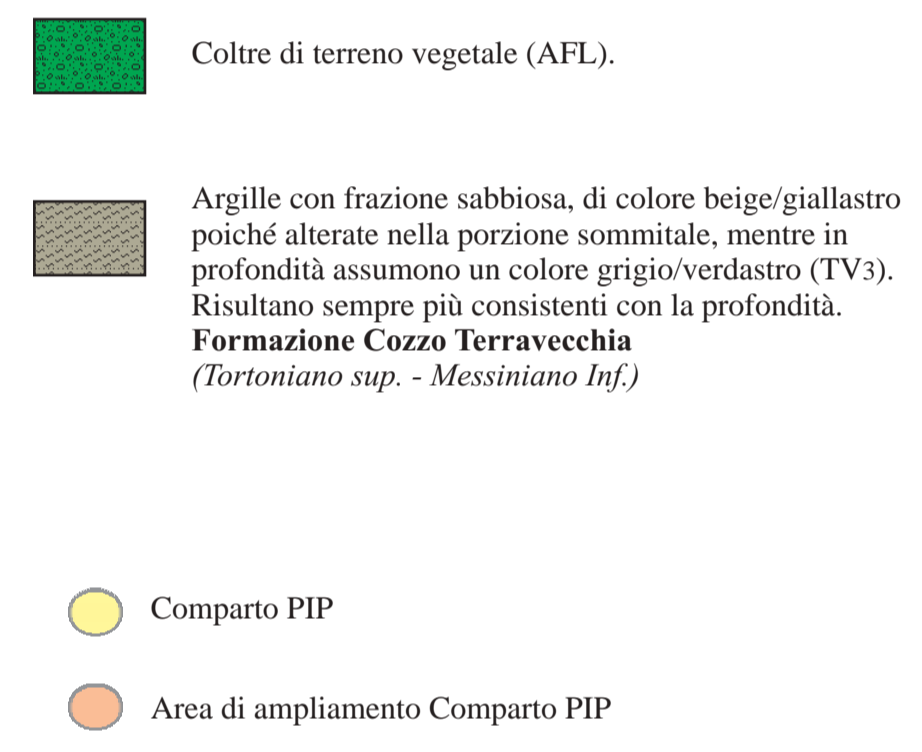 Coltre di terreno vegetale (AFL).
Argille con frazione sabbiosa, di colore beige/giallastro
poiché alterate nella porzione sommitale, mentre in
profondità assumono un colore grigio/verdastro (TV3).
Risultano sempre più consistenti con la profondità.
Formazione Cozzo Terravecchia
(Tortoniano sup. - Messiniano Inf.)
Comparto PIP
Area di ampliamento Comparto PIP